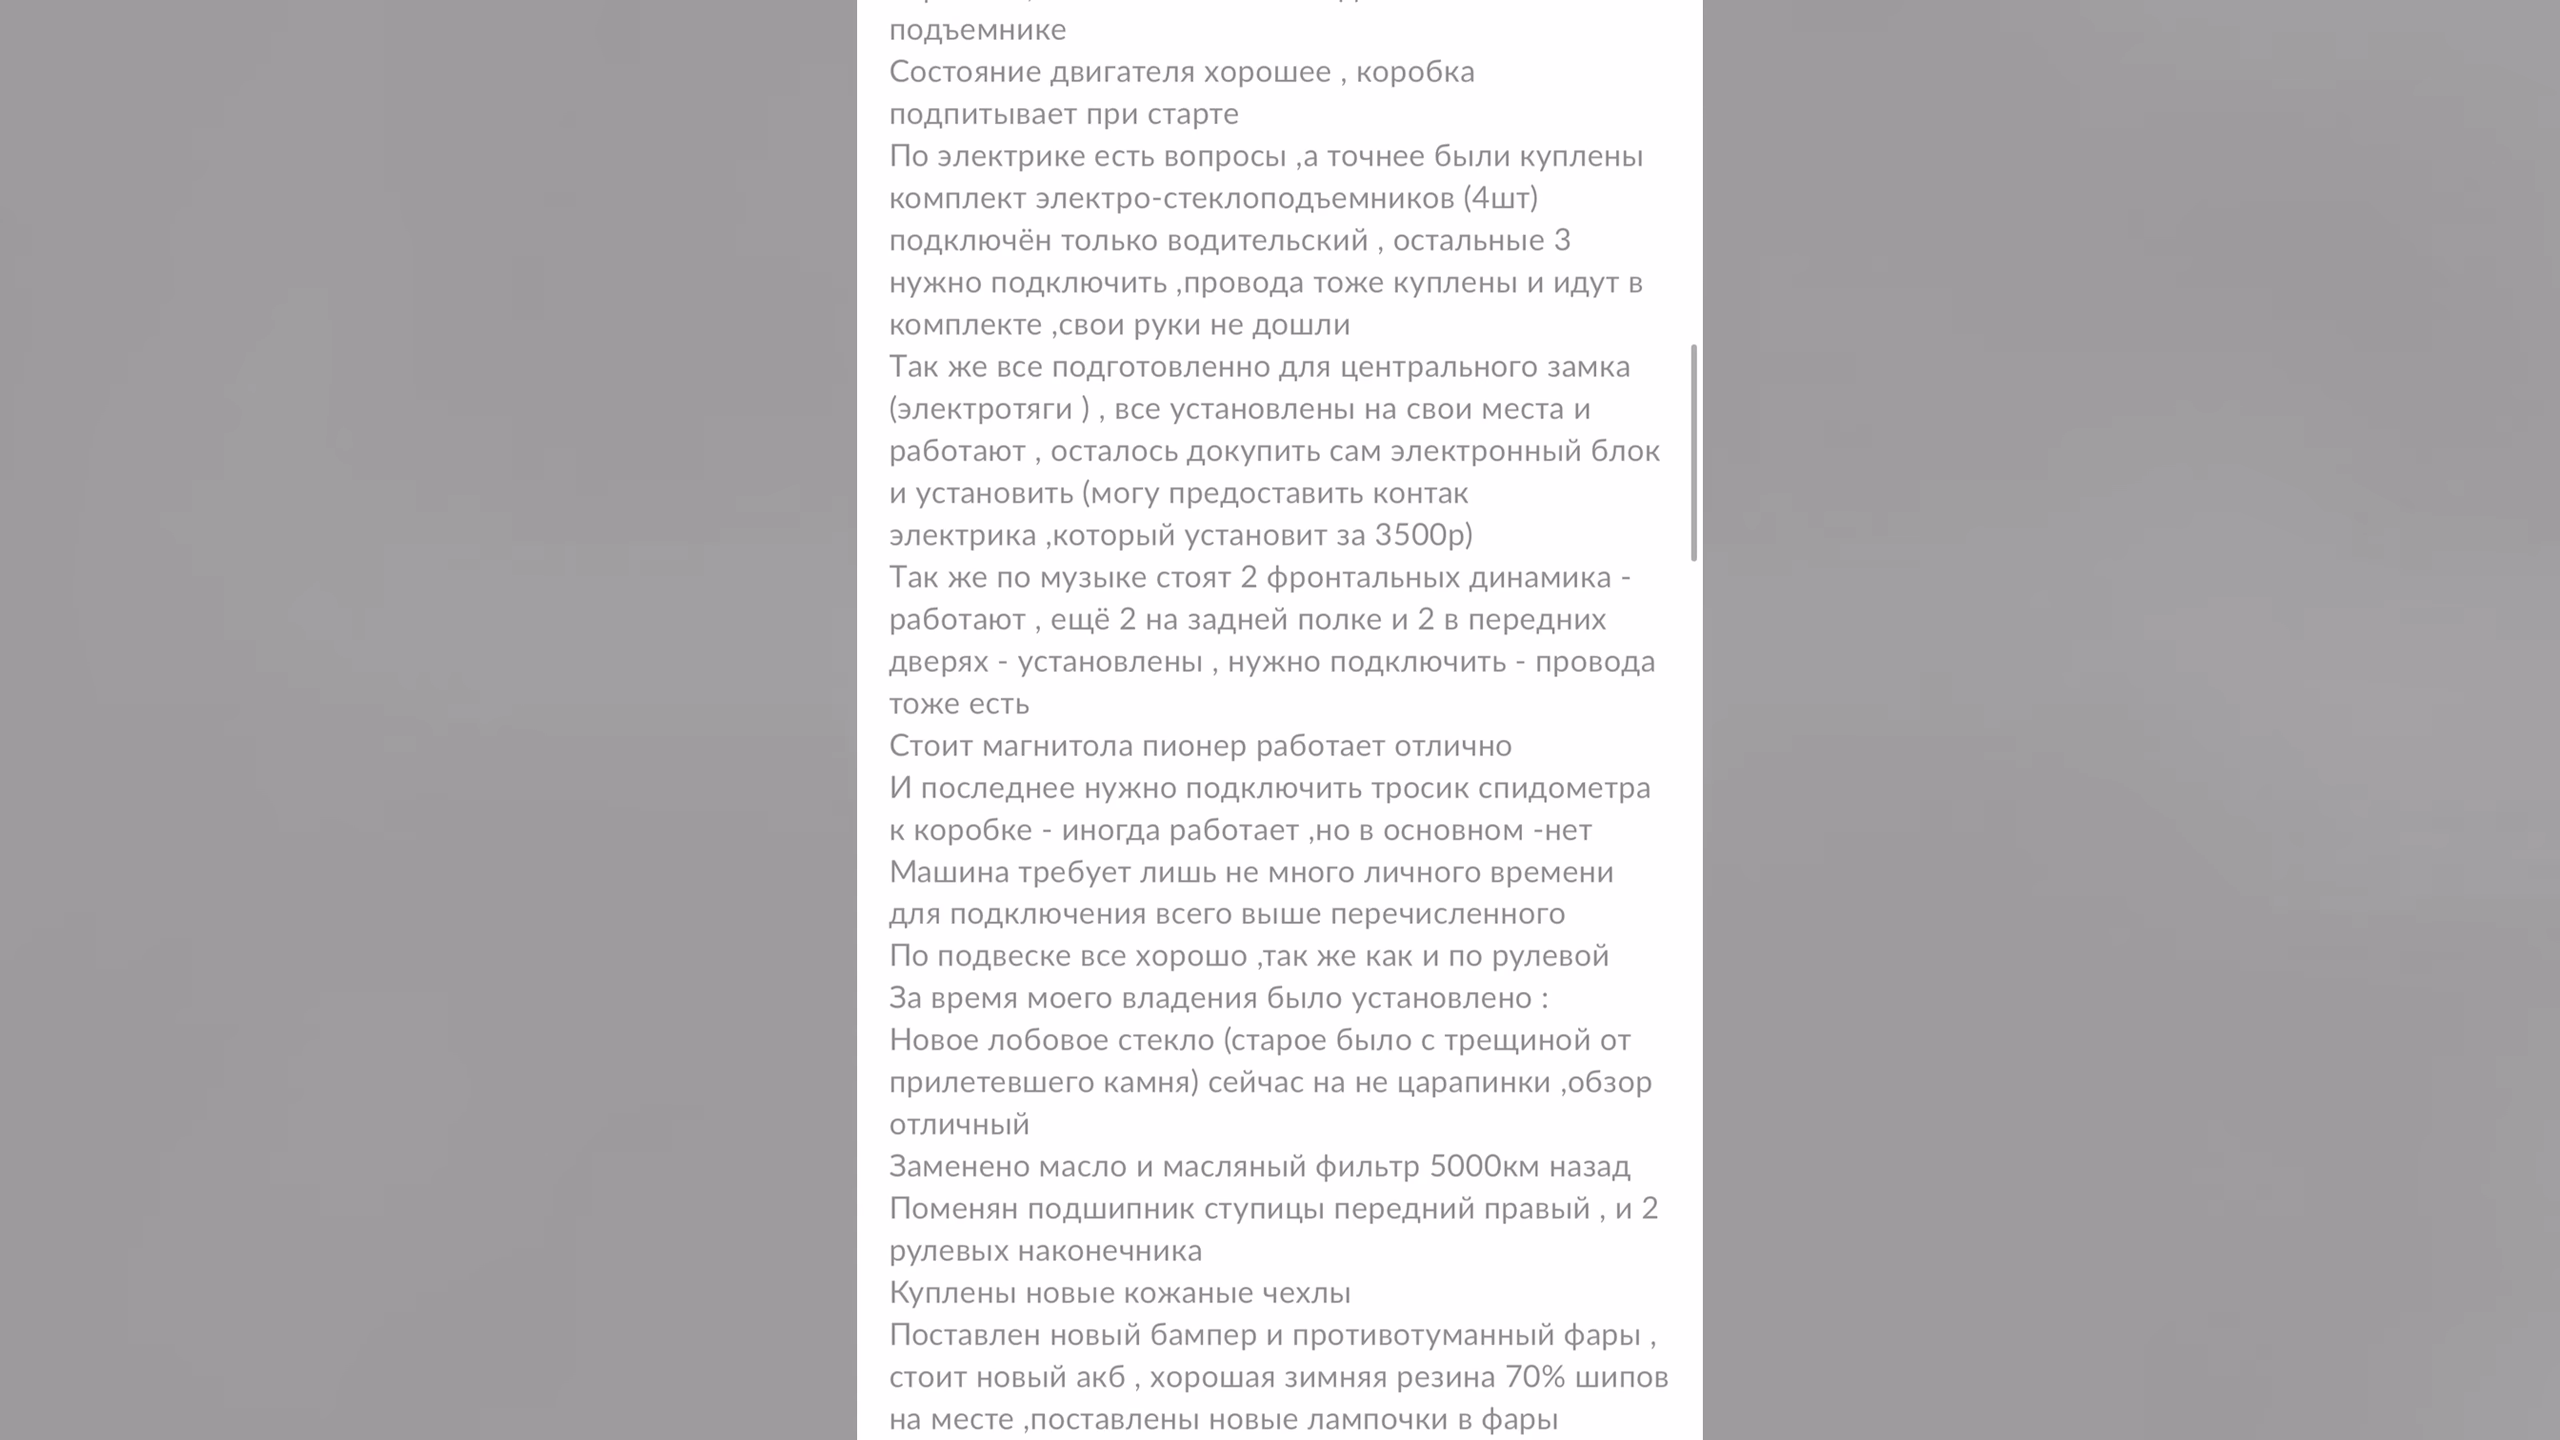 подъемнике
Состояние двигателя хорошее , коробка
подпитывает при старте
По электрике есть вопросы ,а точнее были куплены
комплект электро-стеклоподъемников (4шт)
подключён только водительский , остальные 3
нужно подключить ,провода тоже куплены и идут в
комплекте ,свои руки не дошли
Так же все подготовленно для центрального замка
(электротяги ) , все установлены на свои места и
работают , осталось докупить сам электронный блок
и установить (могу предоставить контак
электрика ,который установит за 3500р)
Так же по музыке стоят 2 фронтальных динамика -
работают , ещё 2 на задней полке и 2 в передних
дверях - установлены , нужно подключить - провода
тоже есть
Стоит магнитола пионер работает отлично
И последнее нужно подключить тросик спидометра
к коробке - иногда работает ,но в основном -нет
Машина требует лишь не много личного времени
для подключения всего выше перечисленного
По подвеске все хорошо ,так же как и по рулевой
За время моего владения было установлено :
Новое лобовое стекло (старое было с трещиной от
прилетевшего камня) сейчас на не царапинки ,обзор
отличный
Заменено масло и масляный фильтр 5000км назад
Поменян подшипник ступицы передний правый , и 2
рулевых наконечника
Куплены новые кожаные чехлы
Поставлен новый бампер и противотуманный фары ,
стоит новый акб , хорошая зимняя резина 70% шипов
на месте ,поставлены новые лампочки в фары